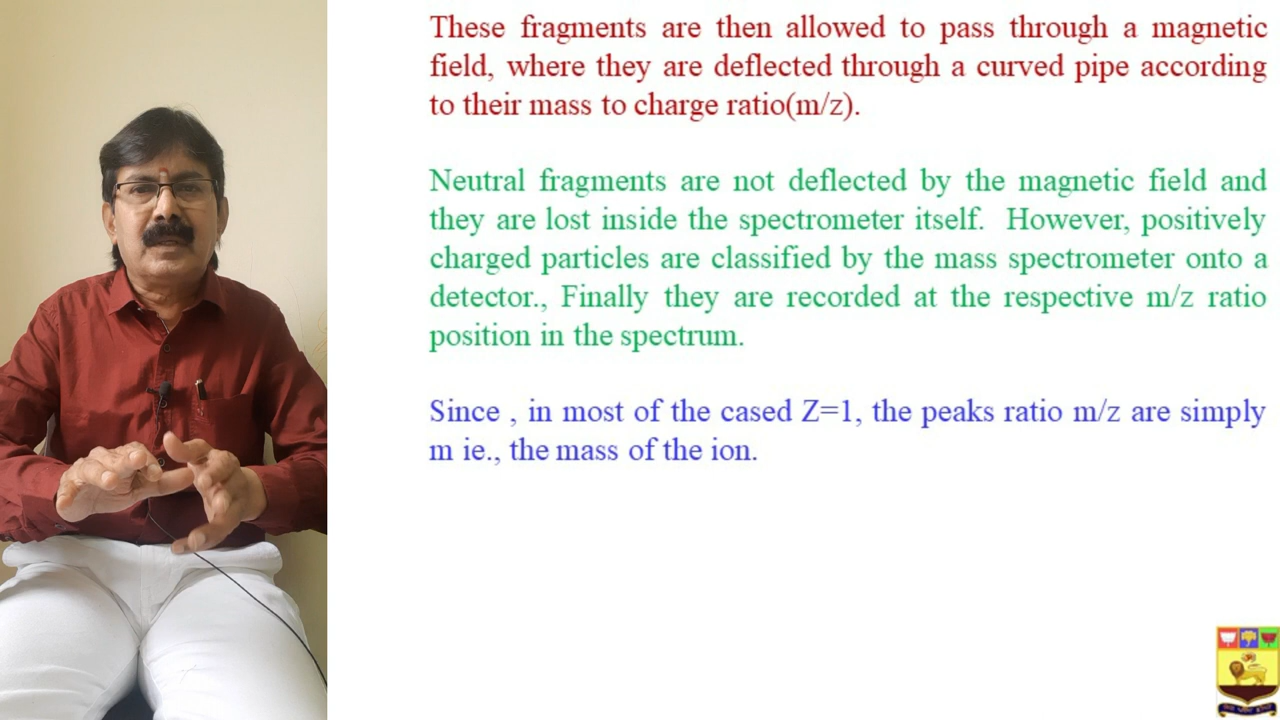 These fragments are then allowed to pass through a magnetic
field, where they are deflected through a curved pipe according
to their mass to charge ratio(m/z).
Neutral fragments are not deflected by the magnetic field and
they are lost inside the spectrometer itself.  However, positively
charged particles are classified by the mass spectrometer onto a
detector., Finally they are recorded at the respective m/z ratio
position in the spectrum.
Since , in most of the cased Z=1, the peaks ratio m/z are simply
m ie., the mass of the ion.